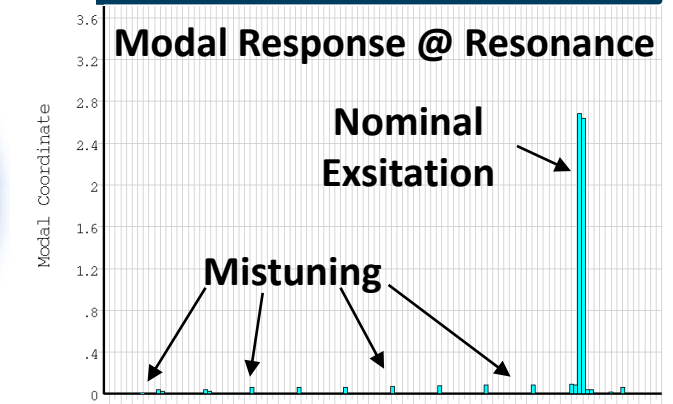 Modal Response @ Resonance
Modal Coordinate
3.6
3.2
2.8
2.4
2
1.6
1.2
.8
.4
0
Nominal
Exsitation
Mistuning